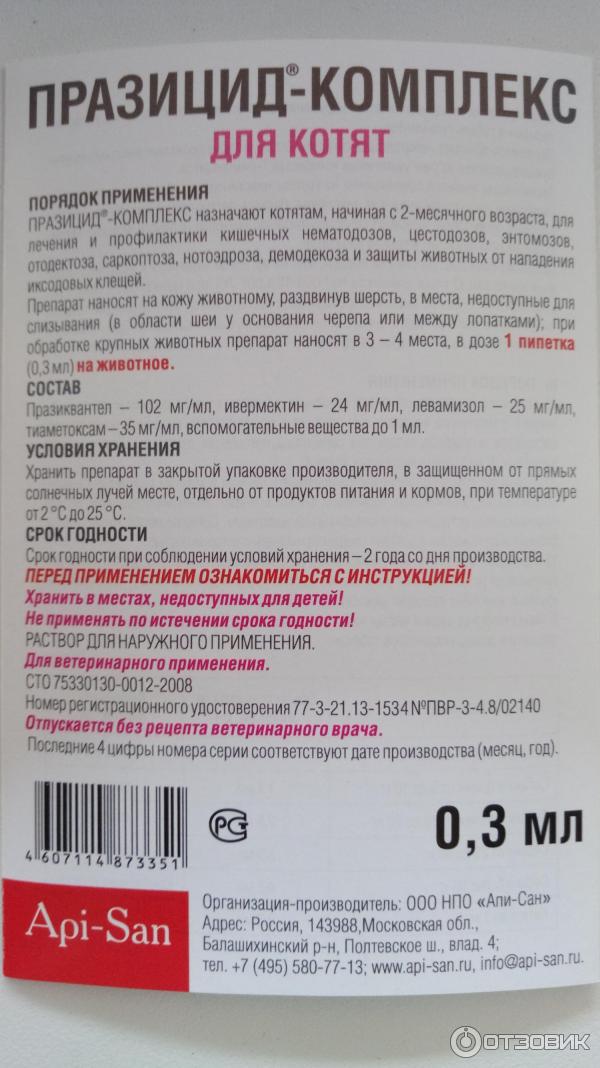 ПРАЗИЦИД®-КОМПЛЕКС
ДЛЯ КОТЯТ
ПОРЯДОК ПРИМЕНЕНИЯ
ПРАЗИЦИД®-КОМПЛЕКС назначают котятам, начиная с 2-месячного возраста, для
лечения и профилактики кишечных нематодозов, цестодозов, энтомозов,
отодектоза, саркоптоза, нотоэдроза, демодекоза и защиты животных от нападения
иксодовых клещей.
Препарат наносят на кожу животному, раздвинув шерсть, в места, недоступные для
слизывания (в области шеи у основания черепа или между лопатками); при
обработке крупных животных препарат наносят в 3 – 4 места, в дозе 1 пипетка
(0,3 мл) на животное.
СОСТАВ
Празиквантел – 102 мг/мл, ивермектин – 24 мг/мл, левамизол – 25 мг/мл,
тиаметоксам – 35 мг/мл, вспомогательные вещества до 1 мл.
УСЛОВИЯ ХРАНЕНИЯ
Хранить препарат в закрытой упаковке производителя, в защищенном от прямых
солнечных лучей месте, отдельно от продуктов питания и кормов, при температуре
от 2 °С до 25 °С.
СРОК ГОДНОСТИ
Срок годности при соблюдении условий хранения – 2 года со дня производства.
ПЕРЕД ПРИМЕНЕНИЕМ ОЗНАКОМИТЬСЯ С ИНСТРУКЦИЕЙ!
Хранить в местах, недоступных для детей!
Не применять по истечении срока годности!
РАСТВОР ДЛЯ НАРУЖНОГО ПРИМЕНЕНИЯ.
Для ветеринарного применения.
СТО 75330130-0012-2008
Номер регистрационного удостоверения 77-3-21.13-1534 №ПВР-3-4.8/02140
Отпускается без рецепта ветеринарного врача.
Последние 4 цифры номера серии соответствуют дате производства (месяц, год).
4 607114 873351
РСТ
0,3 мл
Api-San
Организация-производитель: ООО НПО «Апи-Сан»
Адрес: Россия, 143988,Московская обл.,
Балашихинский р-н, Полтевское ш., влад. 4;
тел. +7 (495) 580-77-13; www.api-san.ru, info@api-san.ru.
ОТЗОВИК